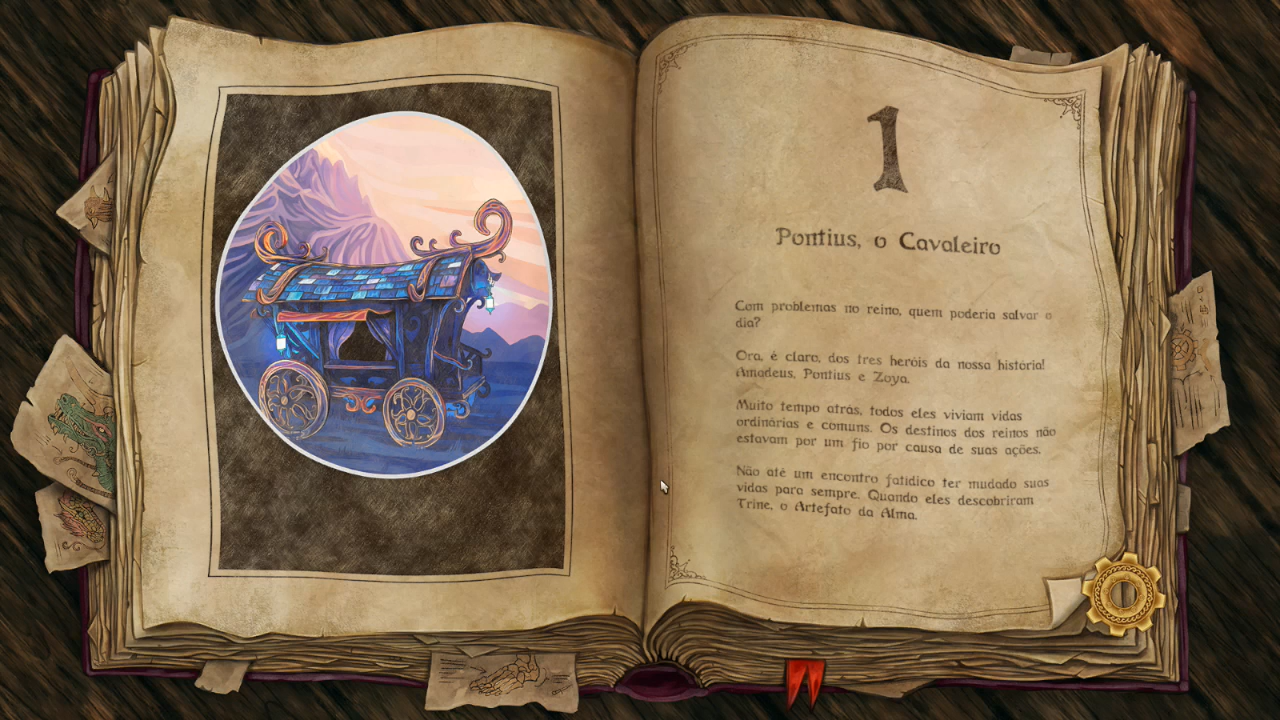 1
Pontius, o Cavaleiro
Com problemas no reino, quem poderia salvar o
dia?
Ora, é claro, dos tres heróis da nossa história!
Amadeus, Pontius e Zoya.
Muito tempo atrás, todos eles viviam vidas
ordinárias e comuns. Os destinos dos reinos não
estavam por um fio por causa de suas ações.
Não até um encontro fatídico ter mudado suas
vidas para sempre. Quando eles descobriram
Trine, o Artefato da Alma.